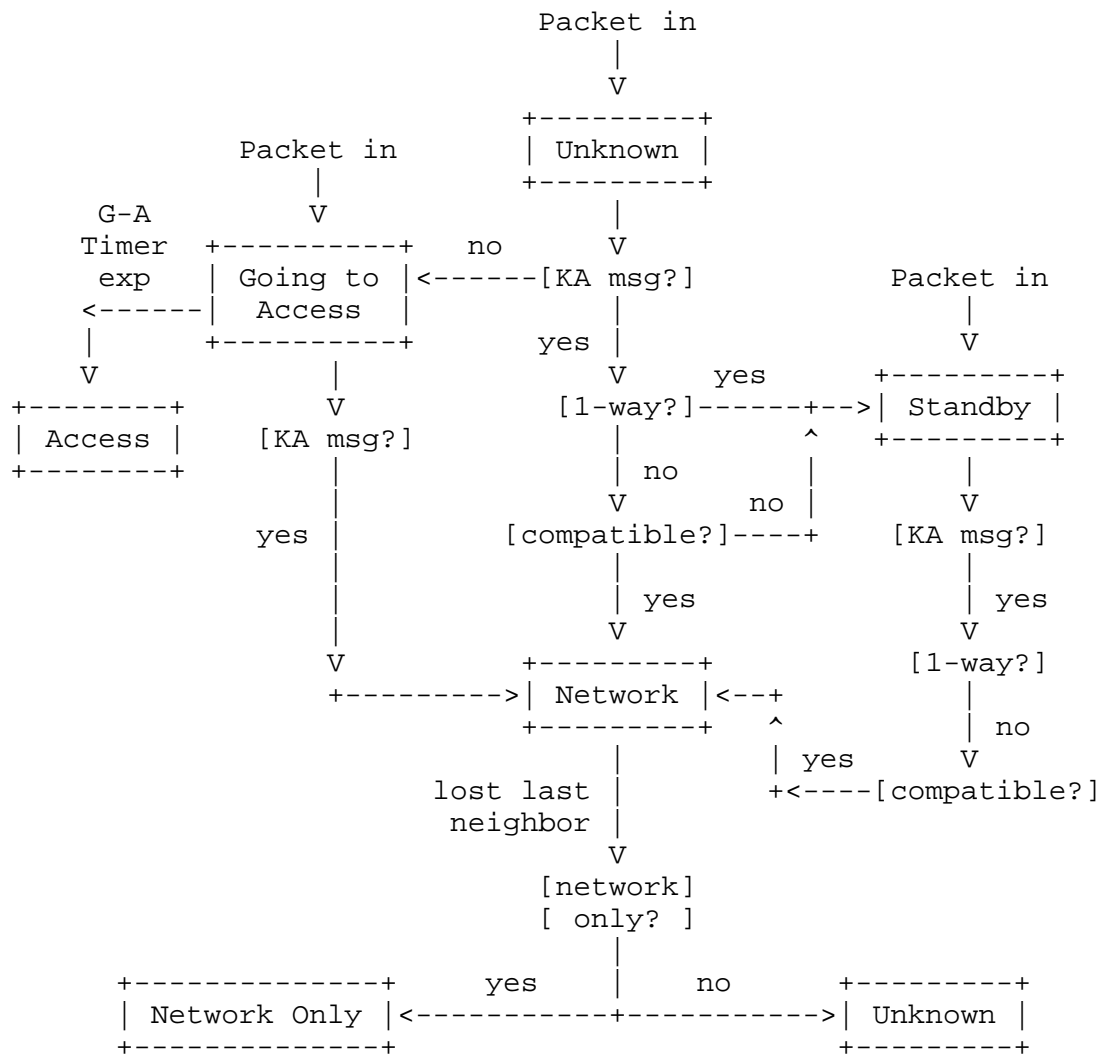 Packet in
Unknown
Packet in
G-A
Timer
exp
no
Going to
Access
[KA msg?]
Packet in
yes
yes
Access
[KA msg?]
[1-way?]
Standby
no
no
yes
[compatible?]
[KA msg?]
yes
yes
[1-way?]
Network
no
yes
lost last
neighbor
[compatible?]
[network]
[ only? ]
yes
no
Network Only
Unknown